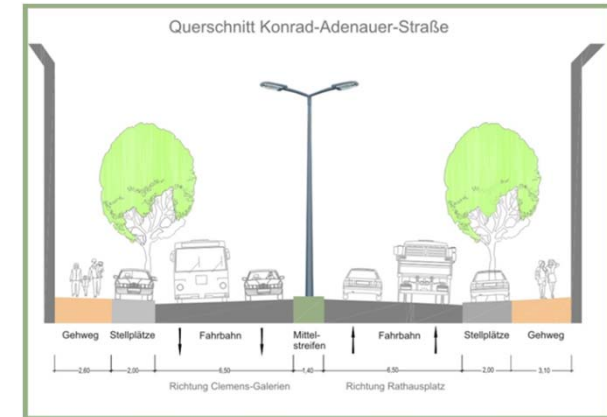 Querschnitt Konrad-Adenauer-Straße
Gehweg Stellplätze Fahrbahn Mittel-
streifen Fahrbahn Stellplätze Gehweg
2,60 2,00 6,50 1,40 6,50 2,00 3,10
Richtung Clemens-Galerien Richtung Rathausplatz